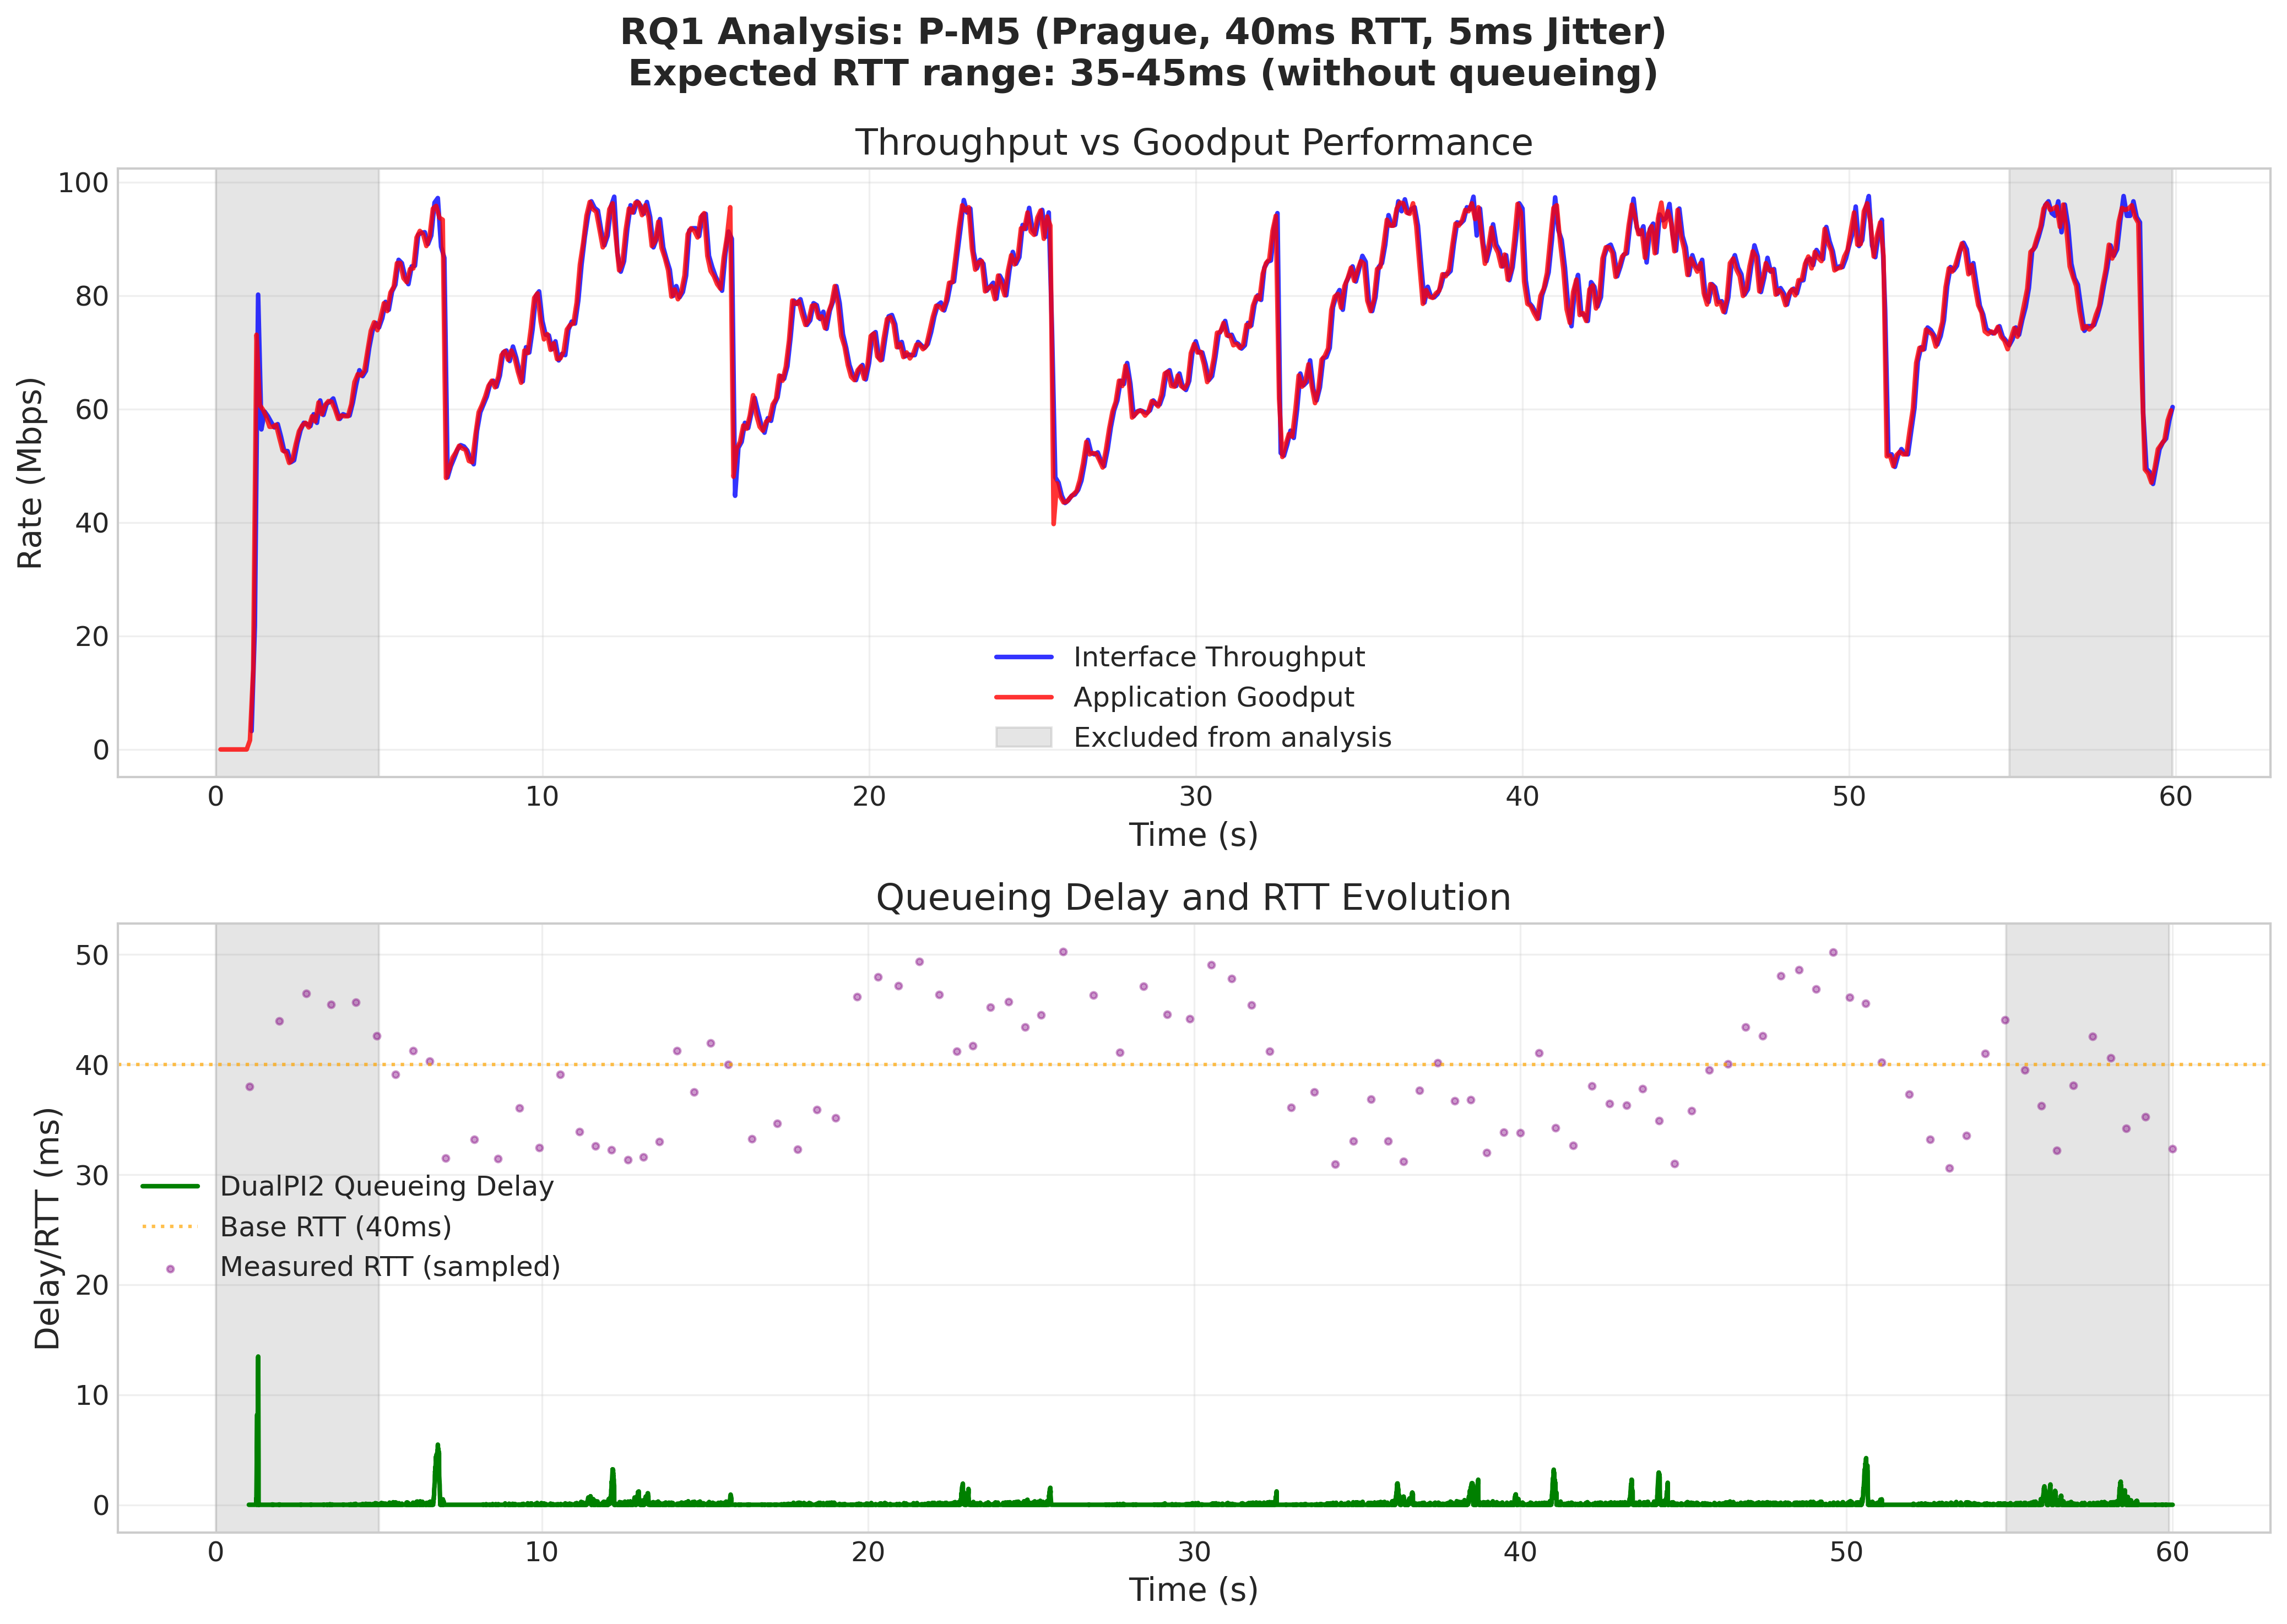 RQ1 Analysis: P-M5 (Prague, 40ms RTT, 5ms Jitter)
Expected RTT range: 35-45ms (without queueing)
Throughput vs Goodput Performance
Rate (Mbps)
100
80
60
40
20
0
Interface Throughput
Application Goodput
Excluded from analysis
0 10 20 30 40 50 60
Time (s)
Queueing Delay and RTT Evolution
Delay/RTT (ms)
50
40
30
20
10
0
DualPI2 Queueing Delay
Base RTT (40ms)
Measured RTT (sampled)
0 10 20 30 40 50 60
Time (s)